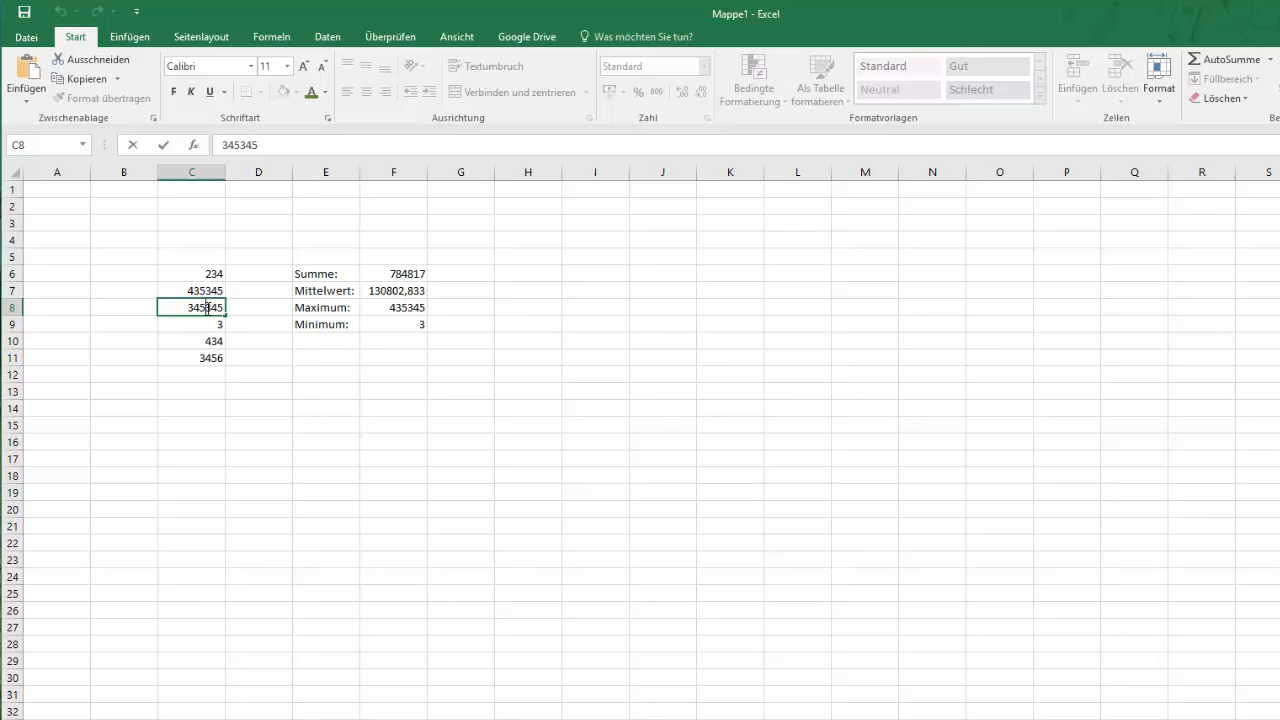 Mappe1 - Excel
Datei Start Einfügen Seitenlayout Formeln Daten Überprüfen Ansicht Google Drive Was möchten Sie tun?
Einfügen
Ausschneiden
Kopieren
Format übertragen
Zwischenablage
Calibri 11
F K U
Schriftart
Textumbruch
Verbinden und zentrieren
Ausrichtung
Standard
% 000
Zahl
Bedingte Formatierung
Als Tabelle formatieren
Standard Gut
Neutral Schlecht
Formatvorlagen
Einfügen Löschen Format
Zellen
AutoSumme
Füllbereich
Löschen
C8 fx 345345
A B C D E F G H I J K L M N O P Q R S
1
2
3
4
5
6 234 Summe: 784817
7 435345 Mittelwert: 130802,833
8 345345 Maximum: 435345
9 3 Minimum: 3
10 434
11 3456
12
13
14
15
16
17
18
19
20
21
22
23
24
25
26
27
28
29
30
31
32